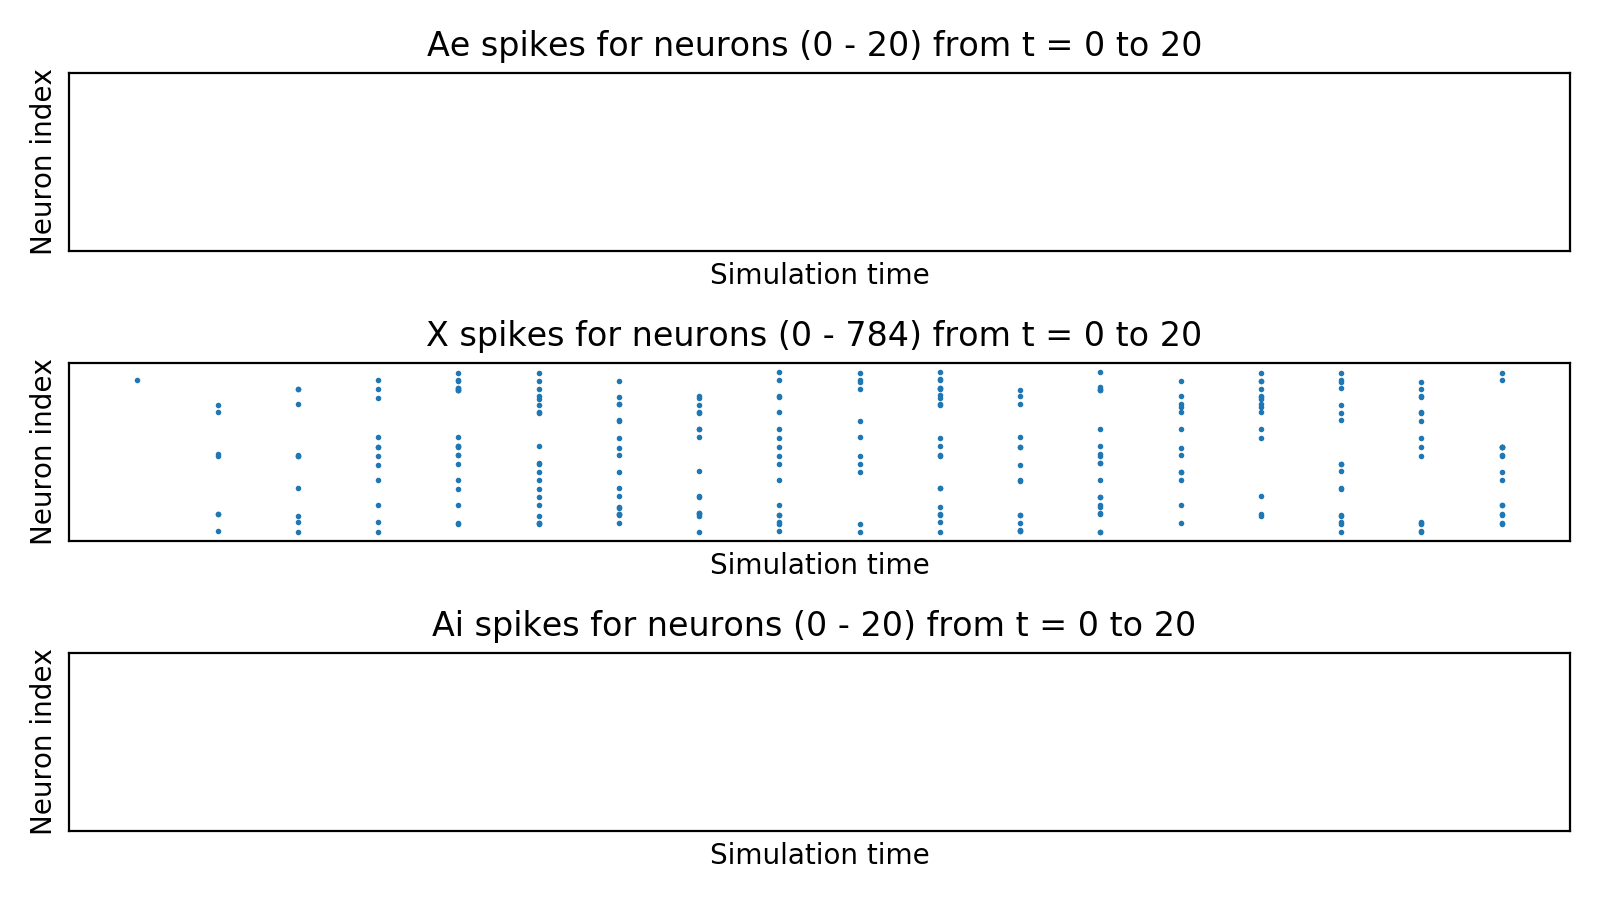 Ae spikes for neurons (0 - 20) from t = 0 to 20
Neuron index
Simulation time
X spikes for neurons (0 - 784) from t = 0 to 20
Neuron index
Simulation time
Ai spikes for neurons (0 - 20) from t = 0 to 20
Neuron index
Simulation time